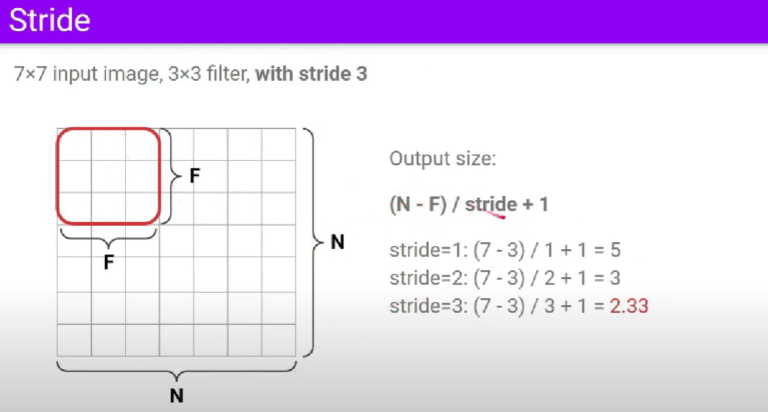 Stride
7×7 input image, 3×3 filter, with stride 3
F
F
N
N
Output size:
(N - F) / stride + 1
stride=1: (7 - 3) / 1 + 1 = 5
stride=2: (7 - 3) / 2 + 1 = 3
stride=3: (7 - 3) / 3 + 1 = 2.33